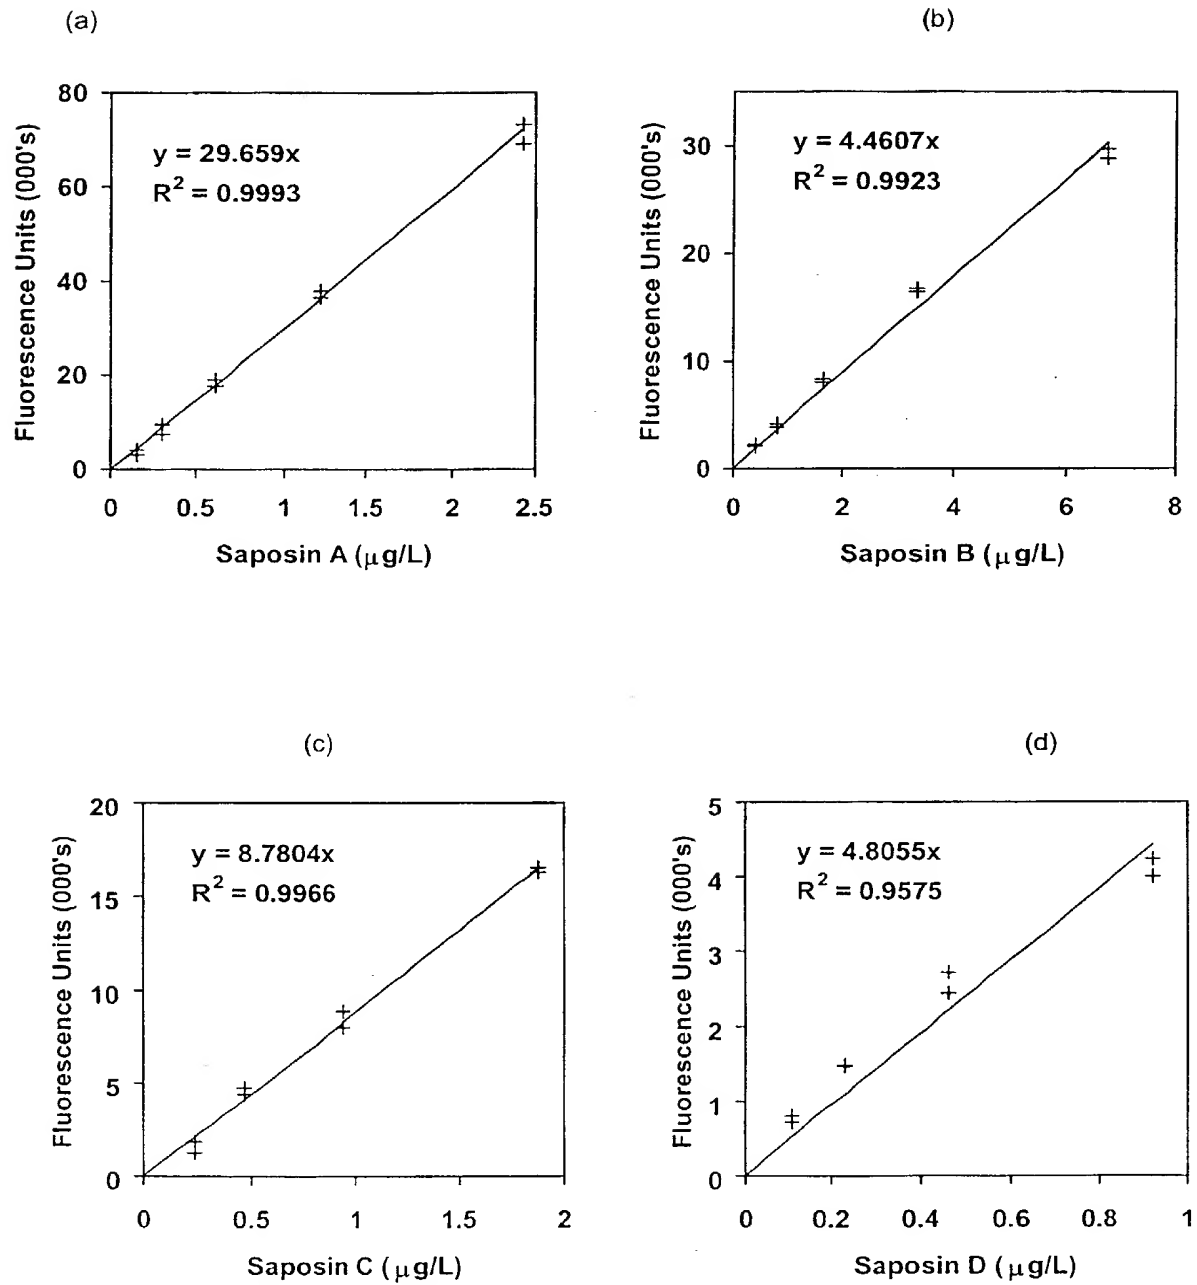 (a)
80
60
40
20
0
Fluorescence Units (000's)
y = 29.659x
R² = 0.9993
0 0.5 1 1.5 2 2.5
Saposin A (μg/L)
(b)
30
20
10
0
Fluorescence Units (000's)
y = 4.4607x
R² = 0.9923
0 2 4 6 8
Saposin B (μg/L)
(c)
20
15
10
5
0
Fluorescence Units (000's)
y = 8.7804x
R² = 0.9966
0 0.5 1 1.5 2
Saposin C (μg/L)
(d)
5
4
3
2
1
0
Fluorescence Units (000's)
y = 4.8055x
R² = 0.9575
0 0.2 0.4 0.6 0.8 1
Saposin D (μg/L)